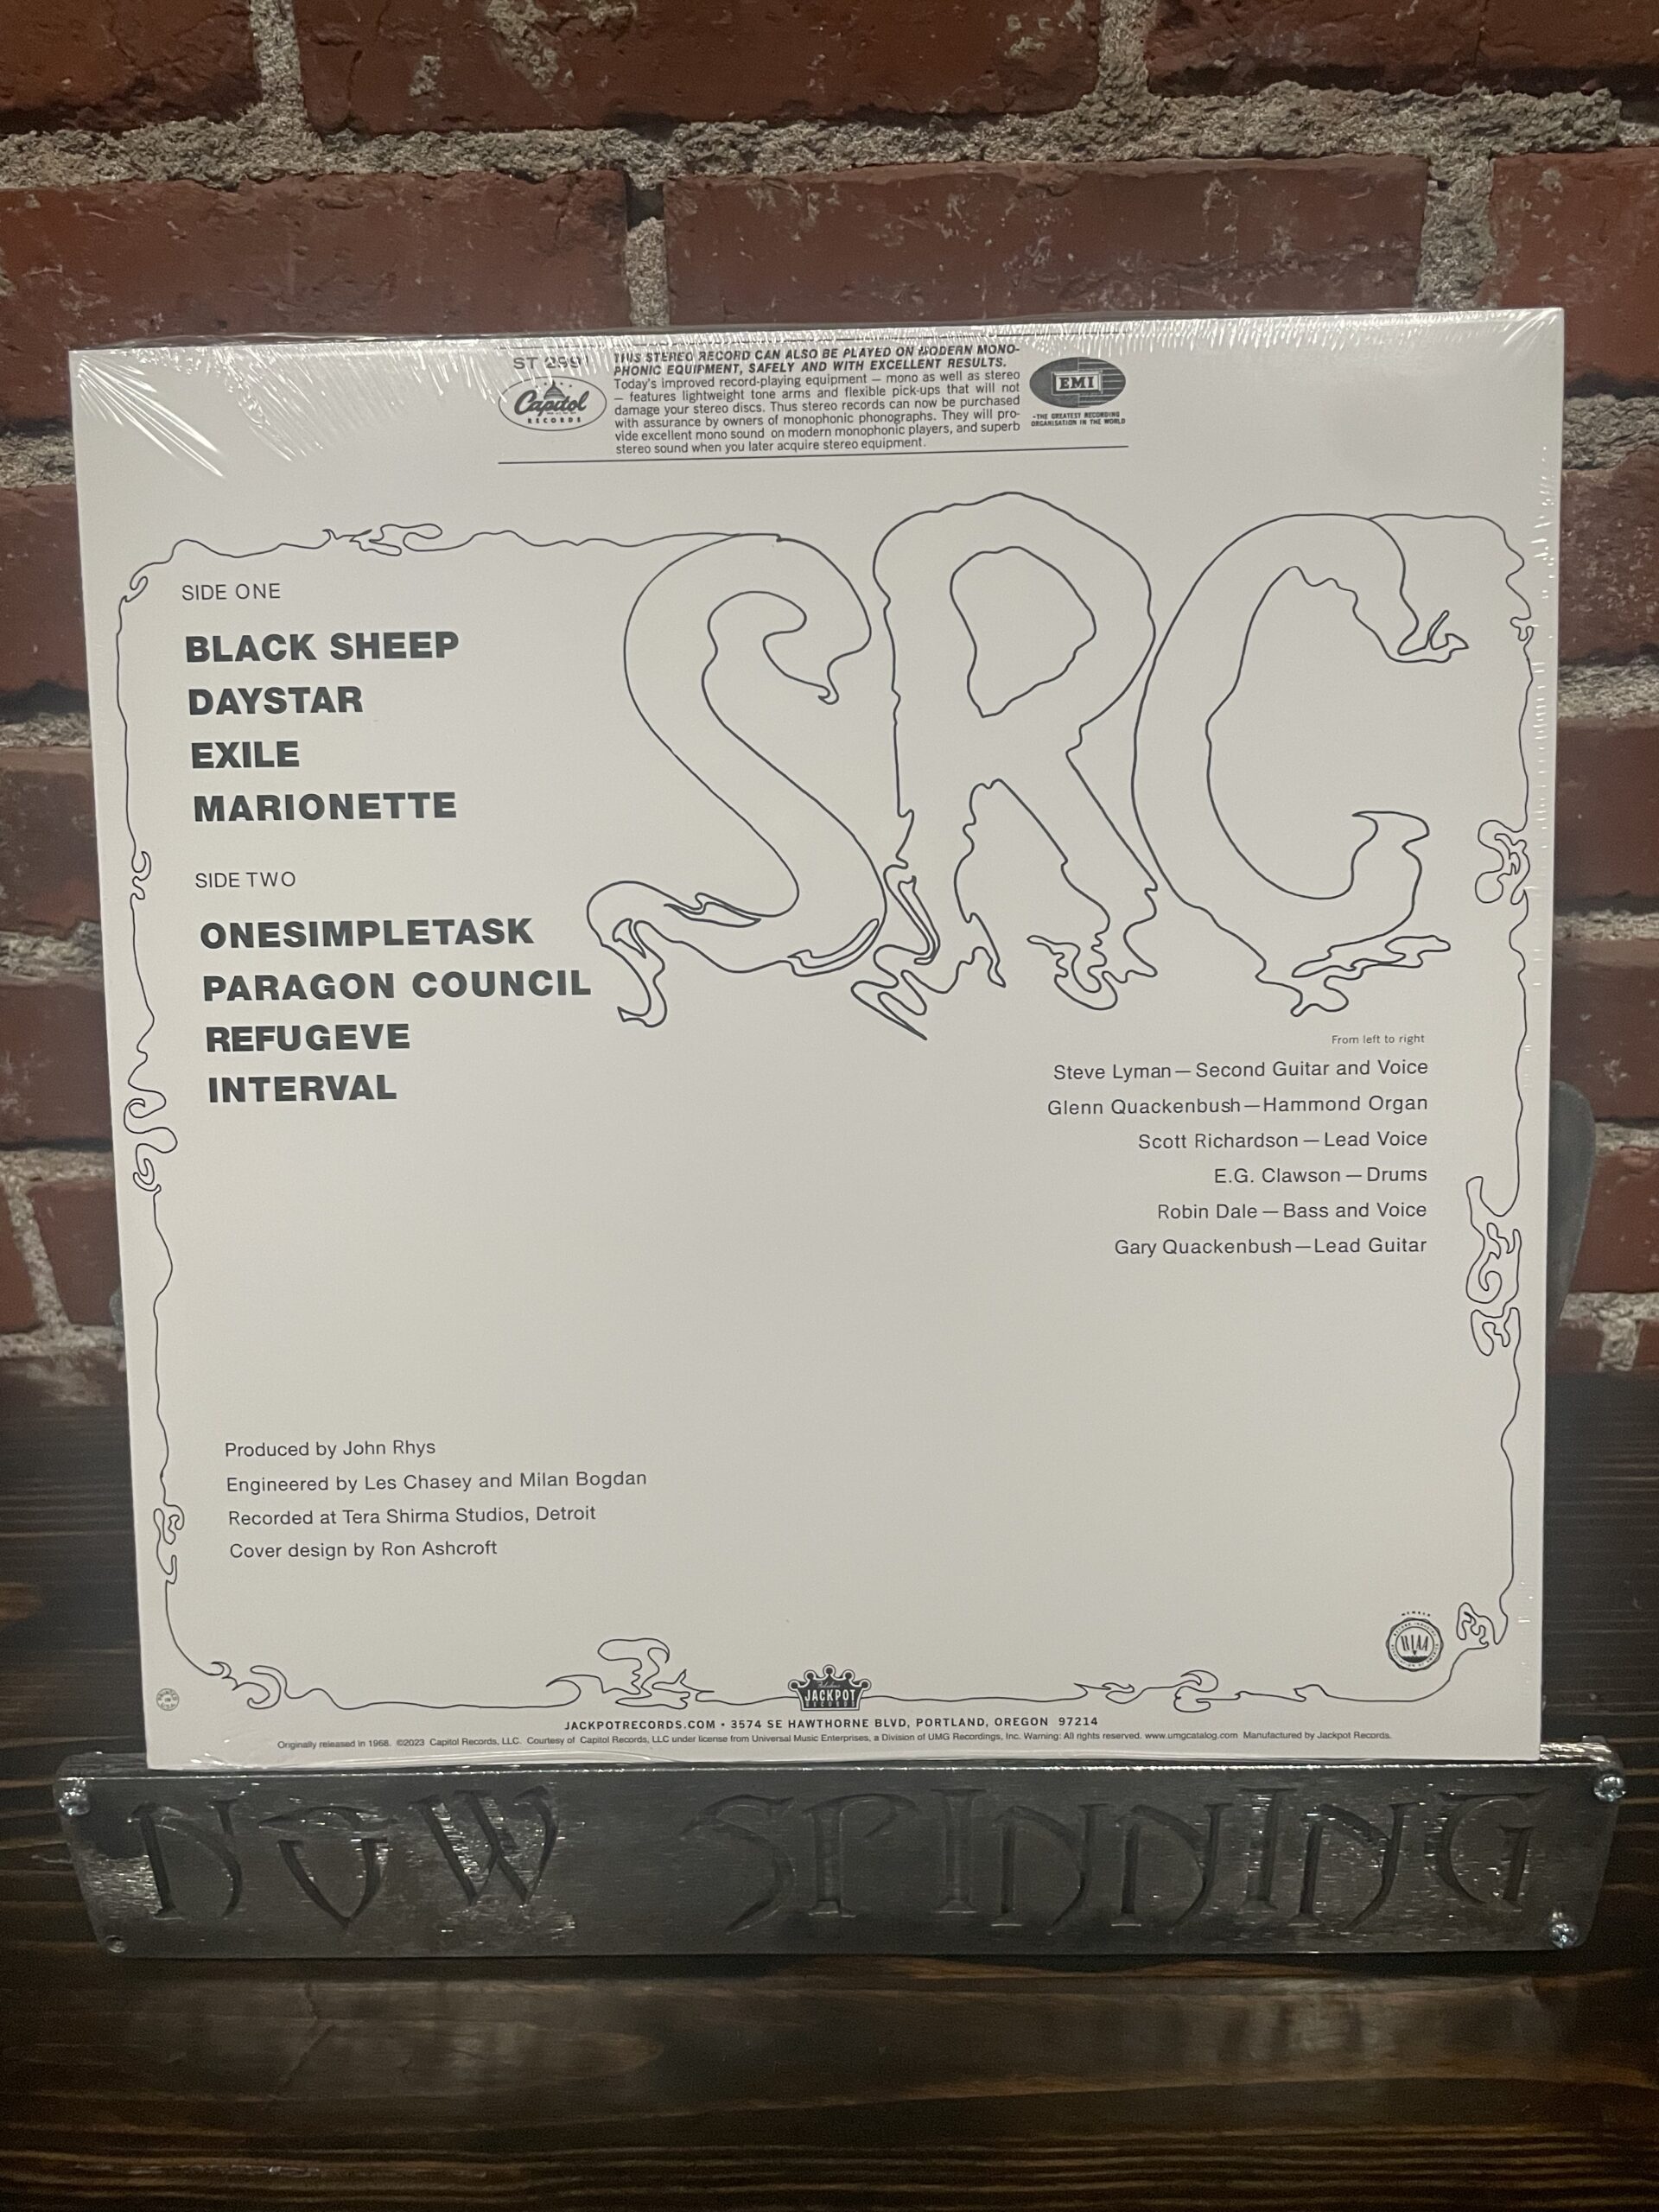 ST 2991
Capitol
RECORDS
THIS STEREO RECORD CAN ALSO BE PLAYED ON MODERN MONO-
PHONIC EQUIPMENT, SAFELY AND WITH EXCELLENT RESULTS.
Today's improved record-playing equipment — mono as well as stereo
— features lightweight tone arms and flexible pick-ups that will not
damage your stereo discs. Thus stereo records can now be purchased
with assurance by owners of monophonic phonographs. They will pro-
vide excellent mono sound on modern monophonic players, and superb
stereo sound when you later acquire stereo equipment.
EMI
•THE GREATEST RECORDING
ORGANISATION IN THE WORLD
SRC
SIDE ONE
BLACK SHEEP
DAYSTAR
EXILE
MARIONETTE
SIDE TWO
ONESIMPLETASK
PARAGON COUNCIL
REFUGEVE
INTERVAL
From left to right
Steve Lyman—Second Guitar and Voice
Glenn Quackenbush—Hammond Organ
Scott Richardson—Lead Voice
E.G. Clawson—Drums
Robin Dale—Bass and Voice
Gary Quackenbush—Lead Guitar
Produced by John Rhys
Engineered by Les Chasey and Milan Bogdan
Recorded at Tera Shirma Studios, Detroit
Cover design by Ron Ashcroft
RIAA
JACKPOT
RECORDS
JACKPOTRECORDS.COM • 3574 SE HAWTHORNE BLVD, PORTLAND, OREGON 97214
Originally released in 1968. ©2023 Capitol Records, LLC. Courtesy of Capitol Records, LLC under license from Universal Music Enterprises, a Division of UMG Recordings, Inc. Warning: All rights reserved. www.umgcatalog.com Manufactured by Jackpot Records.
NOW SPINNING